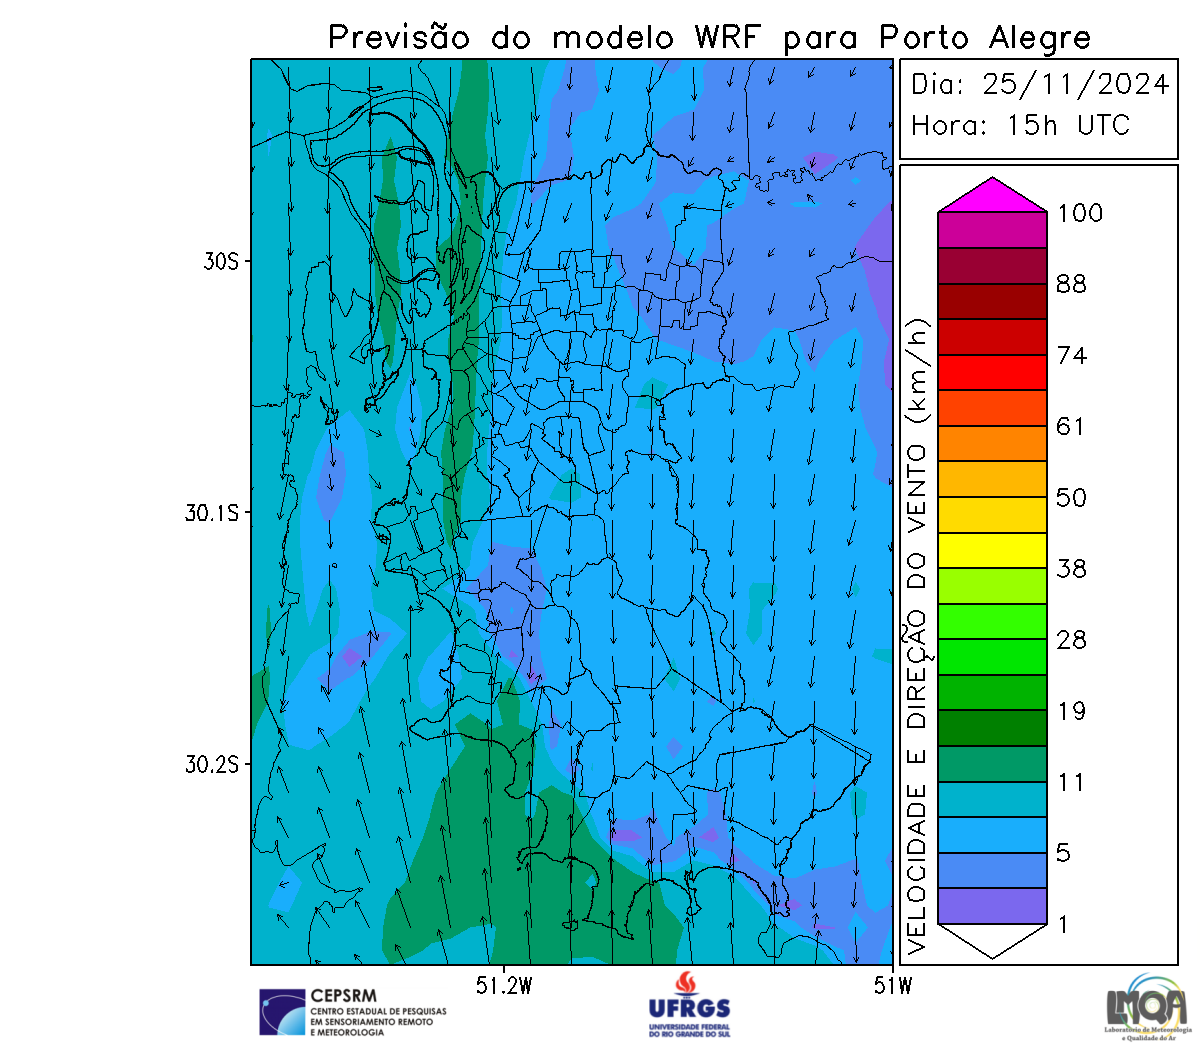 Previsão do modelo WRF para Porto Alegre
Dia: 25/11/2024
Hora: 15h UTC
30S
30.1S
30.2S
51.2W
51W
VELOCIDADE E DIREÇÃO DO VENTO (km/h)
100
88
74
61
50
38
28
19
11
5
1
CEPSRM
CENTRO ESTADUAL DE PESQUISAS
EM SENSORIAMENTO REMOTO
E METEOROLOGIA
UFRGS
UNIVERSIDADE FEDERAL
DO RIO GRANDE DO SUL
LMQA
Laboratório de Meteorologia
e Qualidade do Ar